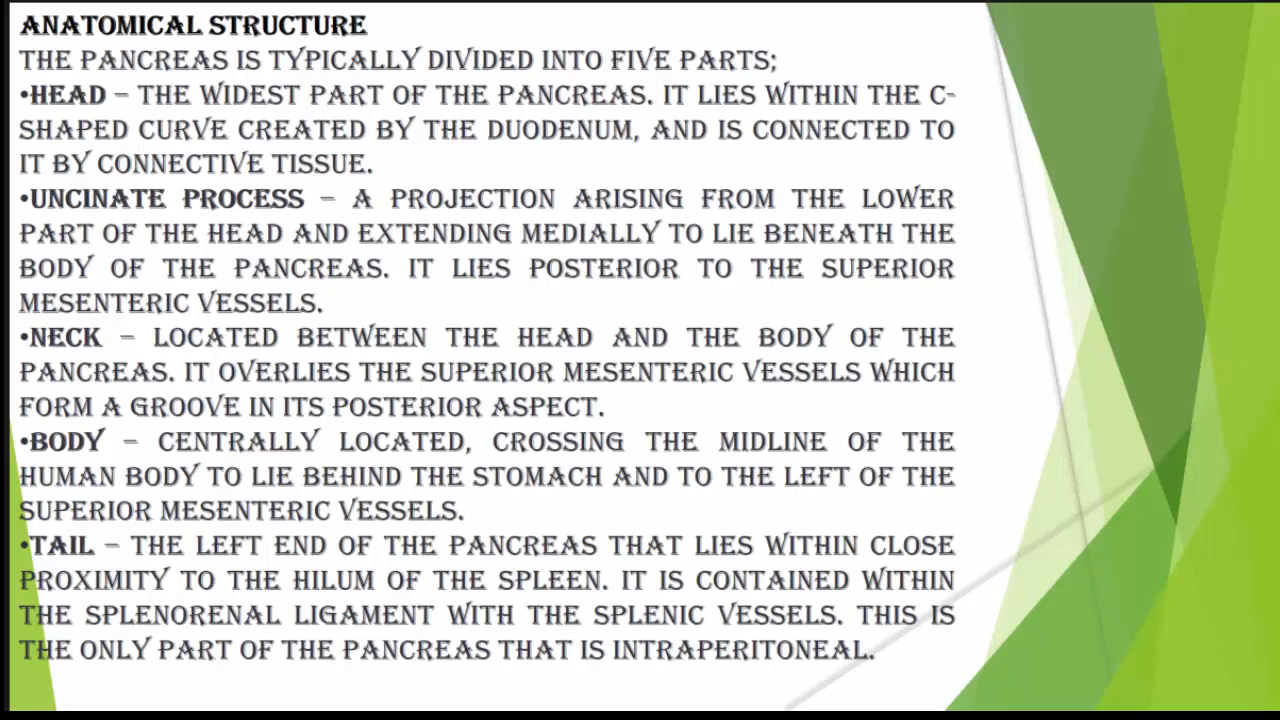 ANATOMICAL STRUCTURE
THE PANCREAS IS TYPICALLY DIVIDED INTO FIVE PARTS;
•HEAD – THE WIDEST PART OF THE PANCREAS. IT LIES WITHIN THE C-
SHAPED CURVE CREATED BY THE DUODENUM, AND IS CONNECTED TO
IT BY CONNECTIVE TISSUE.
•UNCINATE PROCESS – A PROJECTION ARISING FROM THE LOWER
PART OF THE HEAD AND EXTENDING MEDIALLY TO LIE BENEATH THE
BODY OF THE PANCREAS. IT LIES POSTERIOR TO THE SUPERIOR
MESENTERIC VESSELS.
•NECK – LOCATED BETWEEN THE HEAD AND THE BODY OF THE
PANCREAS. IT OVERLIES THE SUPERIOR MESENTERIC VESSELS WHICH
FORM A GROOVE IN ITS POSTERIOR ASPECT.
•BODY – CENTRALLY LOCATED, CROSSING THE MIDLINE OF THE
HUMAN BODY TO LIE BEHIND THE STOMACH AND TO THE LEFT OF THE
SUPERIOR MESENTERIC VESSELS.
•TAIL – THE LEFT END OF THE PANCREAS THAT LIES WITHIN CLOSE
PROXIMITY TO THE HILUM OF THE SPLEEN. IT IS CONTAINED WITHIN
THE SPLENORENAL LIGAMENT WITH THE SPLENIC VESSELS. THIS IS
THE ONLY PART OF THE PANCREAS THAT IS INTRAPERITONEAL.